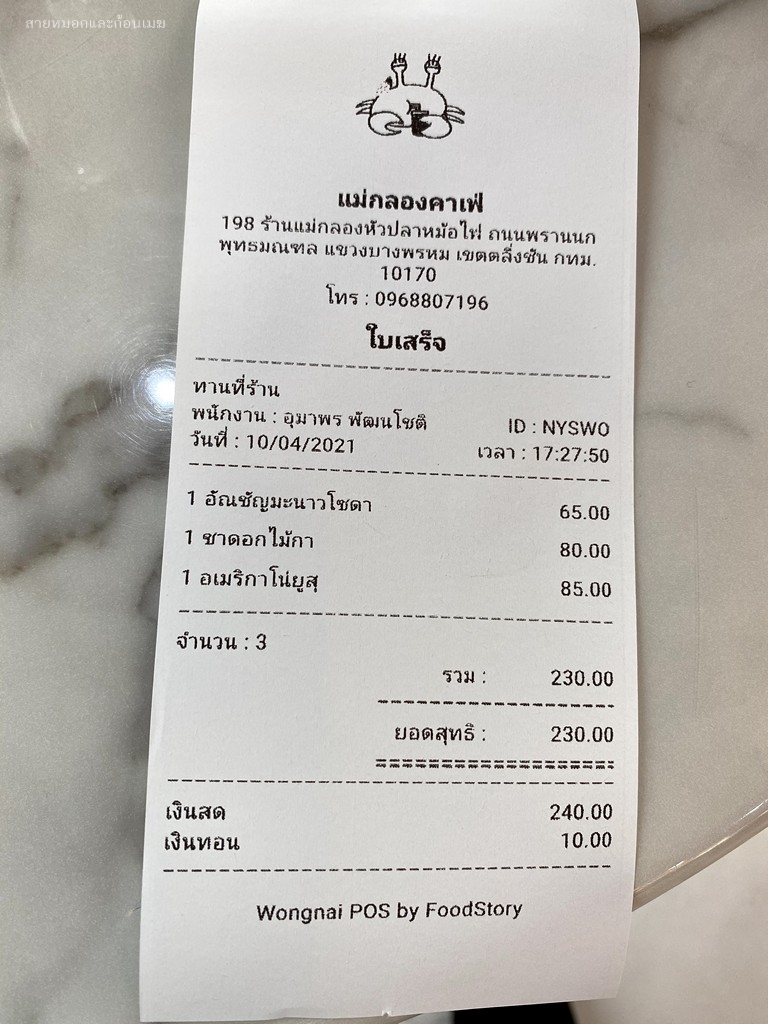 สายหมอกและก้อนเมฆ
แม่กลองคาเฟ่
198 ร้านแม่กลองหัวปลาหม้อไฟ ถนนพรานนก
พุทธมณฑล แขวงบางพรหม เขตตลิ่งชัน กทม.
10170
โทร : 0968807196
ใบเสร็จ
ทานที่ร้าน
พนักงาน : อุมาพร พัฒนโชติ ID : NYSWO
วันที่ : 10/04/2021 เวลา : 17:27:50
1 อัณชัญมะนาวโซดา 65.00
1 ชาดอกไม้กา 80.00
1 อเมริกาโน่ยูสุ 85.00
จำนวน : 3
รวม : 230.00
ยอดสุทธิ : 230.00
เงินสด 240.00
เงินทอน 10.00
Wongnai POS by FoodStory